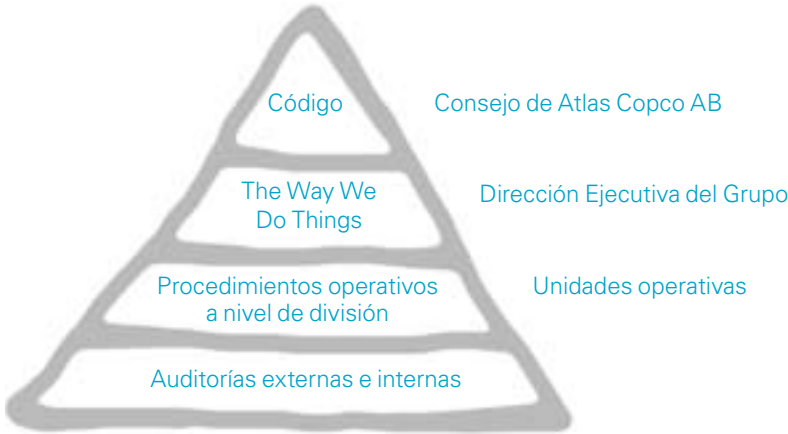 Código
Consejo de Atlas Copco AB
The Way We
Do Things
Dirección Ejecutiva del Grupo
Procedimientos operativos
a nivel de división
Unidades operativas
Auditorías externas e internas